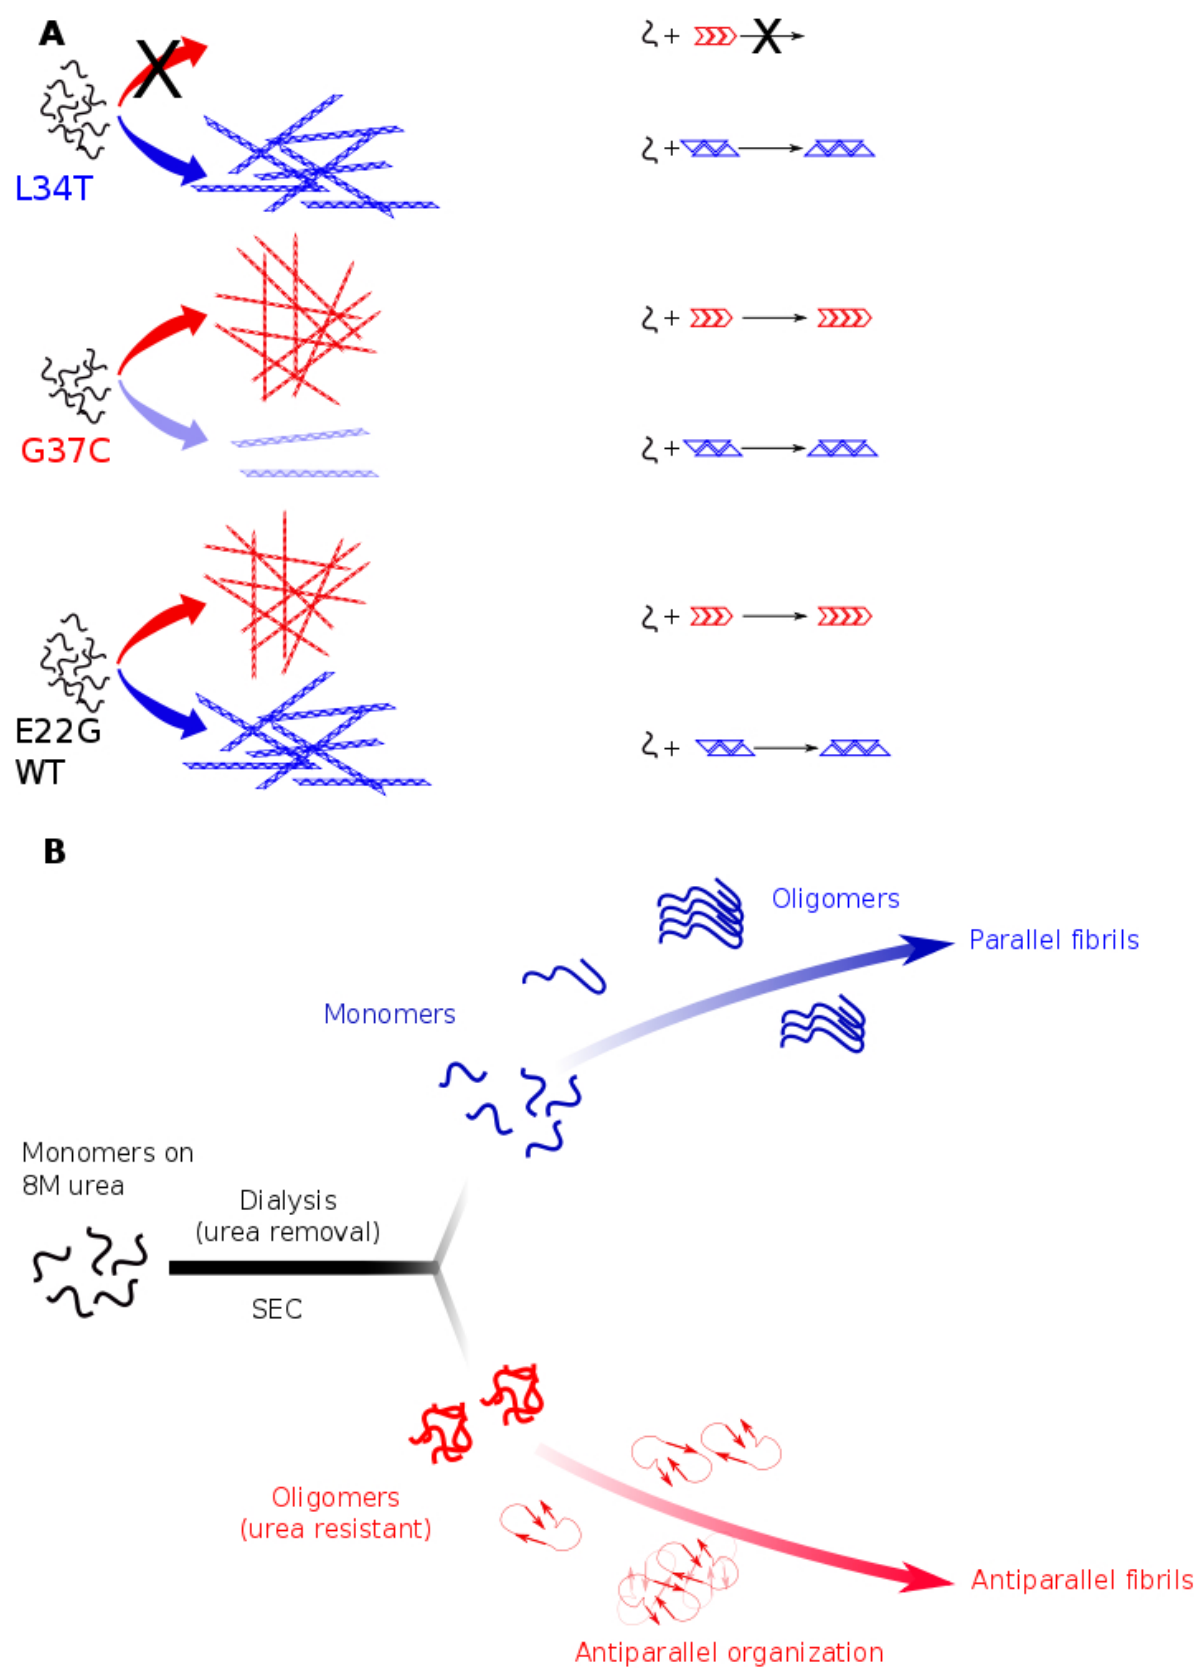 A
X
X
L34T
G37C
E22G
WT
+
+
+
+
+
+
B
Oligomers
Parallel fibrils
Monomers
Monomers on
8M urea
Dialysis
(urea removal)
SEC
Oligomers
(urea resistant)
Antiparallel fibrils
Antiparallel organization